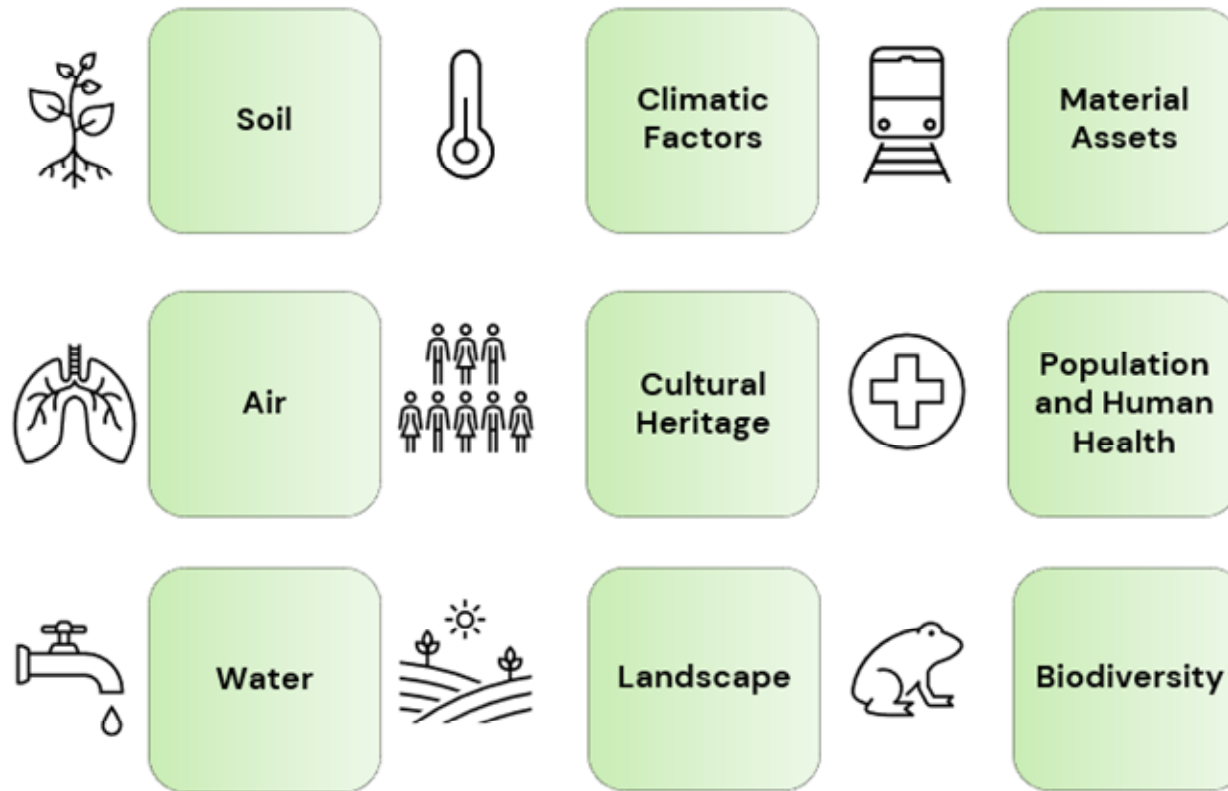 Soil
Climatic
Factors
Material
Assets
Air
Cultural
Heritage
Population
and Human
Health
Water
Landscape
Biodiversity